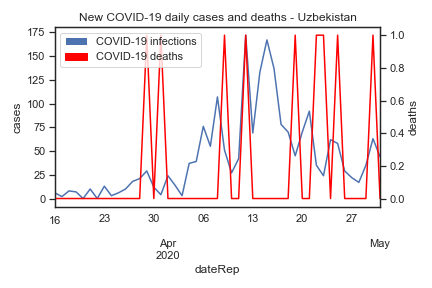 New COVID-19 daily cases and deaths - Uzbekistan
COVID-19 infections
COVID-19 deaths
cases
175
150
125
100
75
50
25
0
deaths
1.0
0.8
0.6
0.4
0.2
0.0
16 23 30 06 13 20 27
Apr May
2020
dateRep